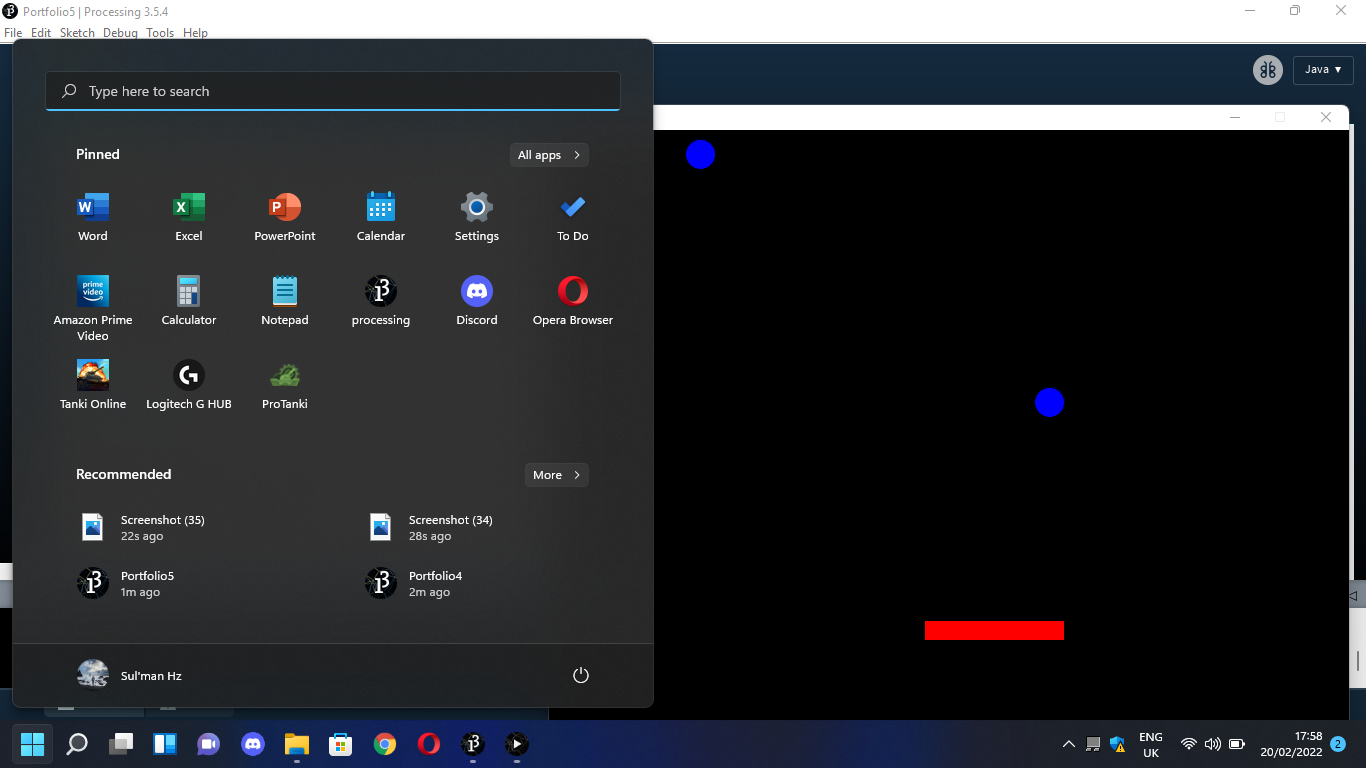 Portfolio5 | Processing 3.5.4
File Edit Sketch Debug Tools Help
Java ▾
Type here to search
Pinned
All apps >
Word
Excel
PowerPoint
Calendar
Settings
To Do
Amazon Prime
Video
Calculator
Notepad
processing
Discord
Opera Browser
Tanki Online
Logitech G HUB
ProTanki
Recommended
More >
Screenshot (35)
22s ago
Screenshot (34)
28s ago
Portfolio5
1m ago
Portfolio4
2m ago
Sul'man Hz
ENG
UK
17:58
20/02/2022
2